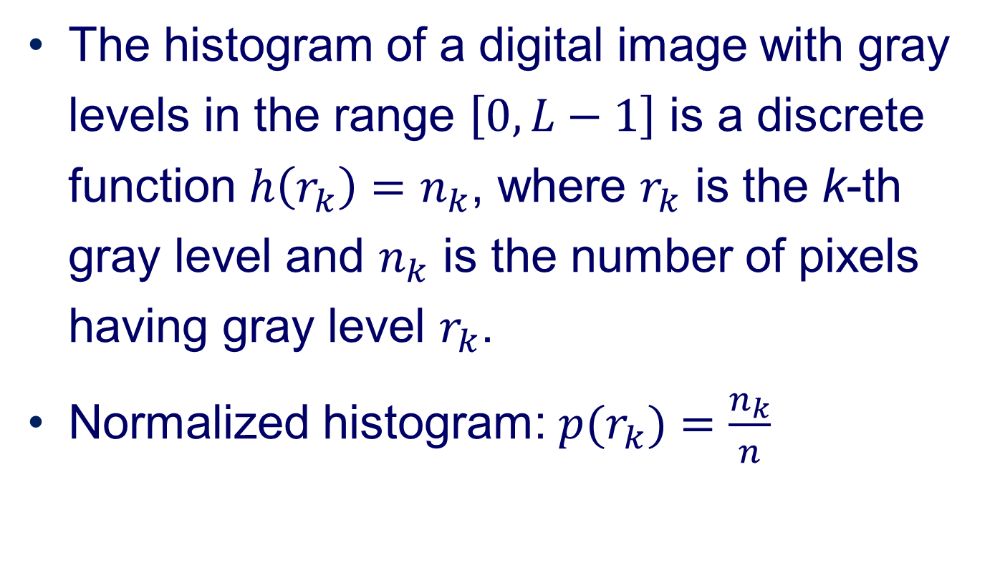 • The histogram of a digital image with gray
levels in the range [0, L − 1] is a discrete
function h(r_k) = n_k, where r_k is the k-th
gray level and n_k is the number of pixels
having gray level r_k.
• Normalized histogram: p(r_k) = n_k/n